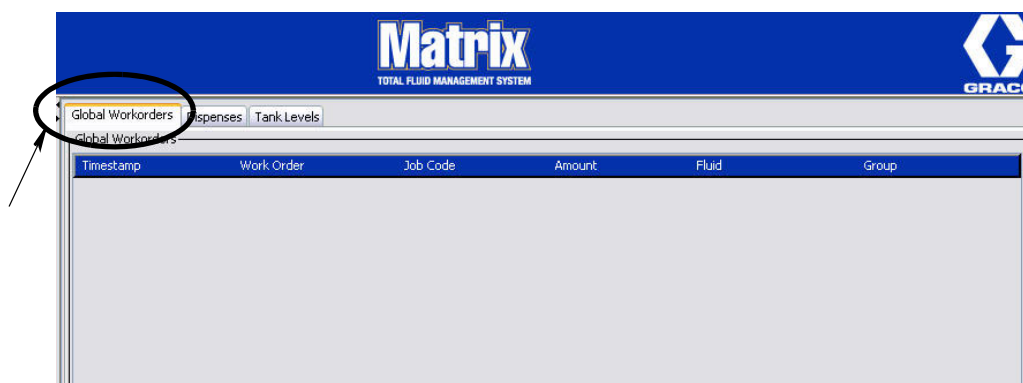 Matrix
TOTAL FLUID MANAGEMENT SYSTEM
Global Workorders Dispenses Tank Levels
Global Workorders
Timestamp Work Order Job Code Amount Fluid Group